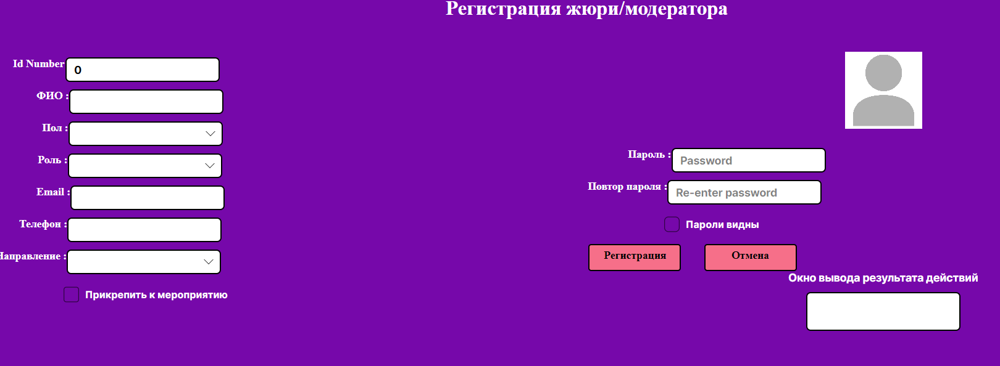 Регистрация жюри/модератора
Id Number 0
ФИО :
Пол :
Роль :
Email :
Телефон :
Направление :
Прикрепить к мероприятию
Пароль : Password
Повтор пароля : Re-enter password
Пароли видны
Регистрация Отмена
Окно вывода результата действий